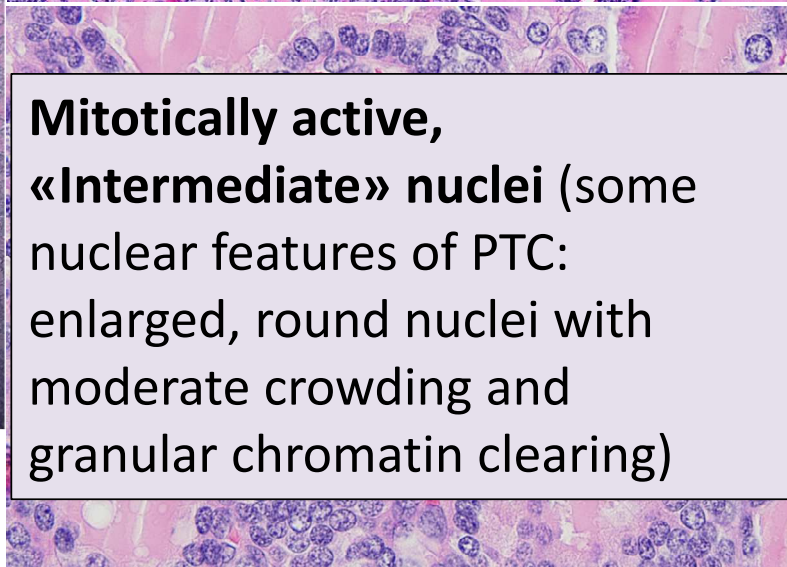 Mitotically active,
«Intermediate» nuclei (some
nuclear features of PTC:
enlarged, round nuclei with
moderate crowding and
granular chromatin clearing)